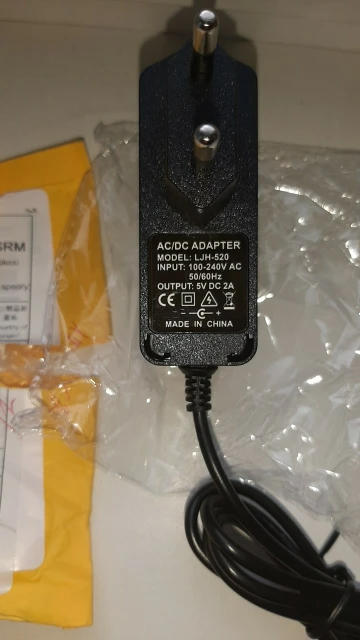 AC/DC ADAPTER
MODEL: LJH-520
INPUT: 100-240V AC
50/60Hz
OUTPUT: 5V DC 2A
CE
- +
MADE IN CHINA
SRM